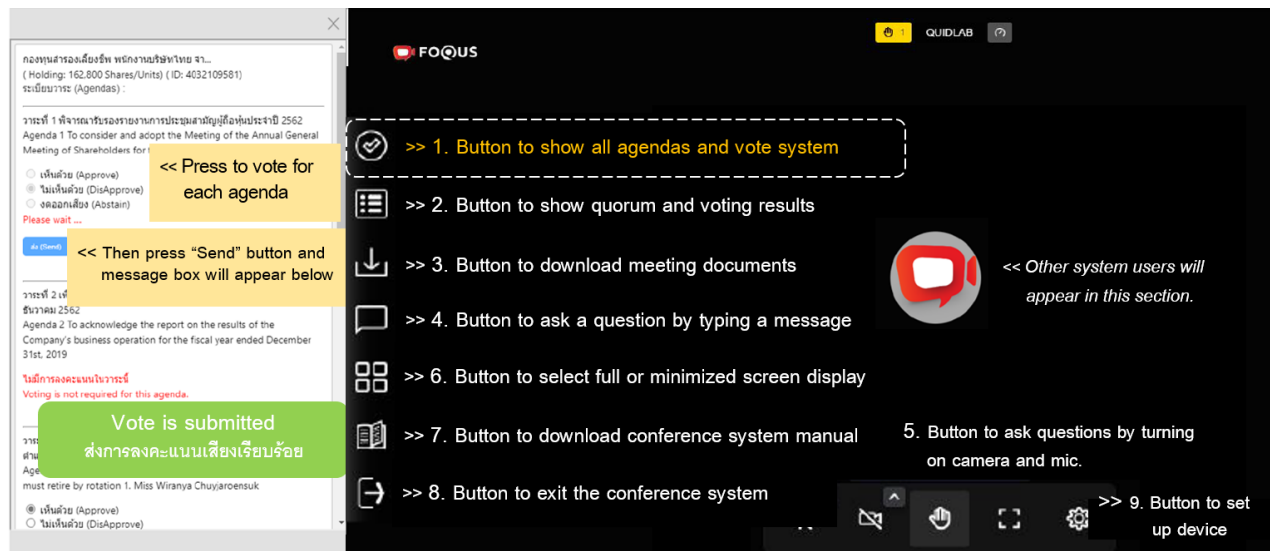 กองทุนสำรองเลี้ยงชีพ พนักงานบริษัทไทย จา...
( Holding: 162.800 Shares/Units) ( ID: 4032109581)
ระเบียบวาระ (Agendas) :
วาระที่ 1 พิจารณารับรองรายงานการประชุมสามัญผู้ถือหุ้นประจำปี 2562
Agenda 1 To consider and adopt the Meeting of the Annual General
Meeting of Shareholders for
เห็นด้วย (Approve)
ไม่เห็นด้วย (DisApprove)
งดออกเสียง (Abstain)
Please wait ...
ส่ง (Send)
<< Press to vote for
each agenda
<< Then press “Send” button and
message box will appear below
วาระที่ 2
ธันวาคม 2562
Agenda 2 To acknowledge the report on the results of the
Company's business operation for the fiscal year ended December
31st, 2019
ไม่มีการลงคะแนนในวาระนี้
Voting is not required for this agenda.
Vote is submitted
ส่งการลงคะแนนเสียงเรียบร้อย
must retire by rotation 1. Miss Wiranya Chuyjaroensuk
เห็นด้วย (Approve)
ไม่เห็นด้วย (DisApprove)
FOQUS
1 QUIDLAB
>> 1. Button to show all agendas and vote system
>> 2. Button to show quorum and voting results
>> 3. Button to download meeting documents
>> 4. Button to ask a question by typing a message
>> 6. Button to select full or minimized screen display
>> 7. Button to download conference system manual
>> 8. Button to exit the conference system
<< Other system users will
appear in this section.
5. Button to ask questions by turning
on camera and mic.
>> 9. Button to set
up device